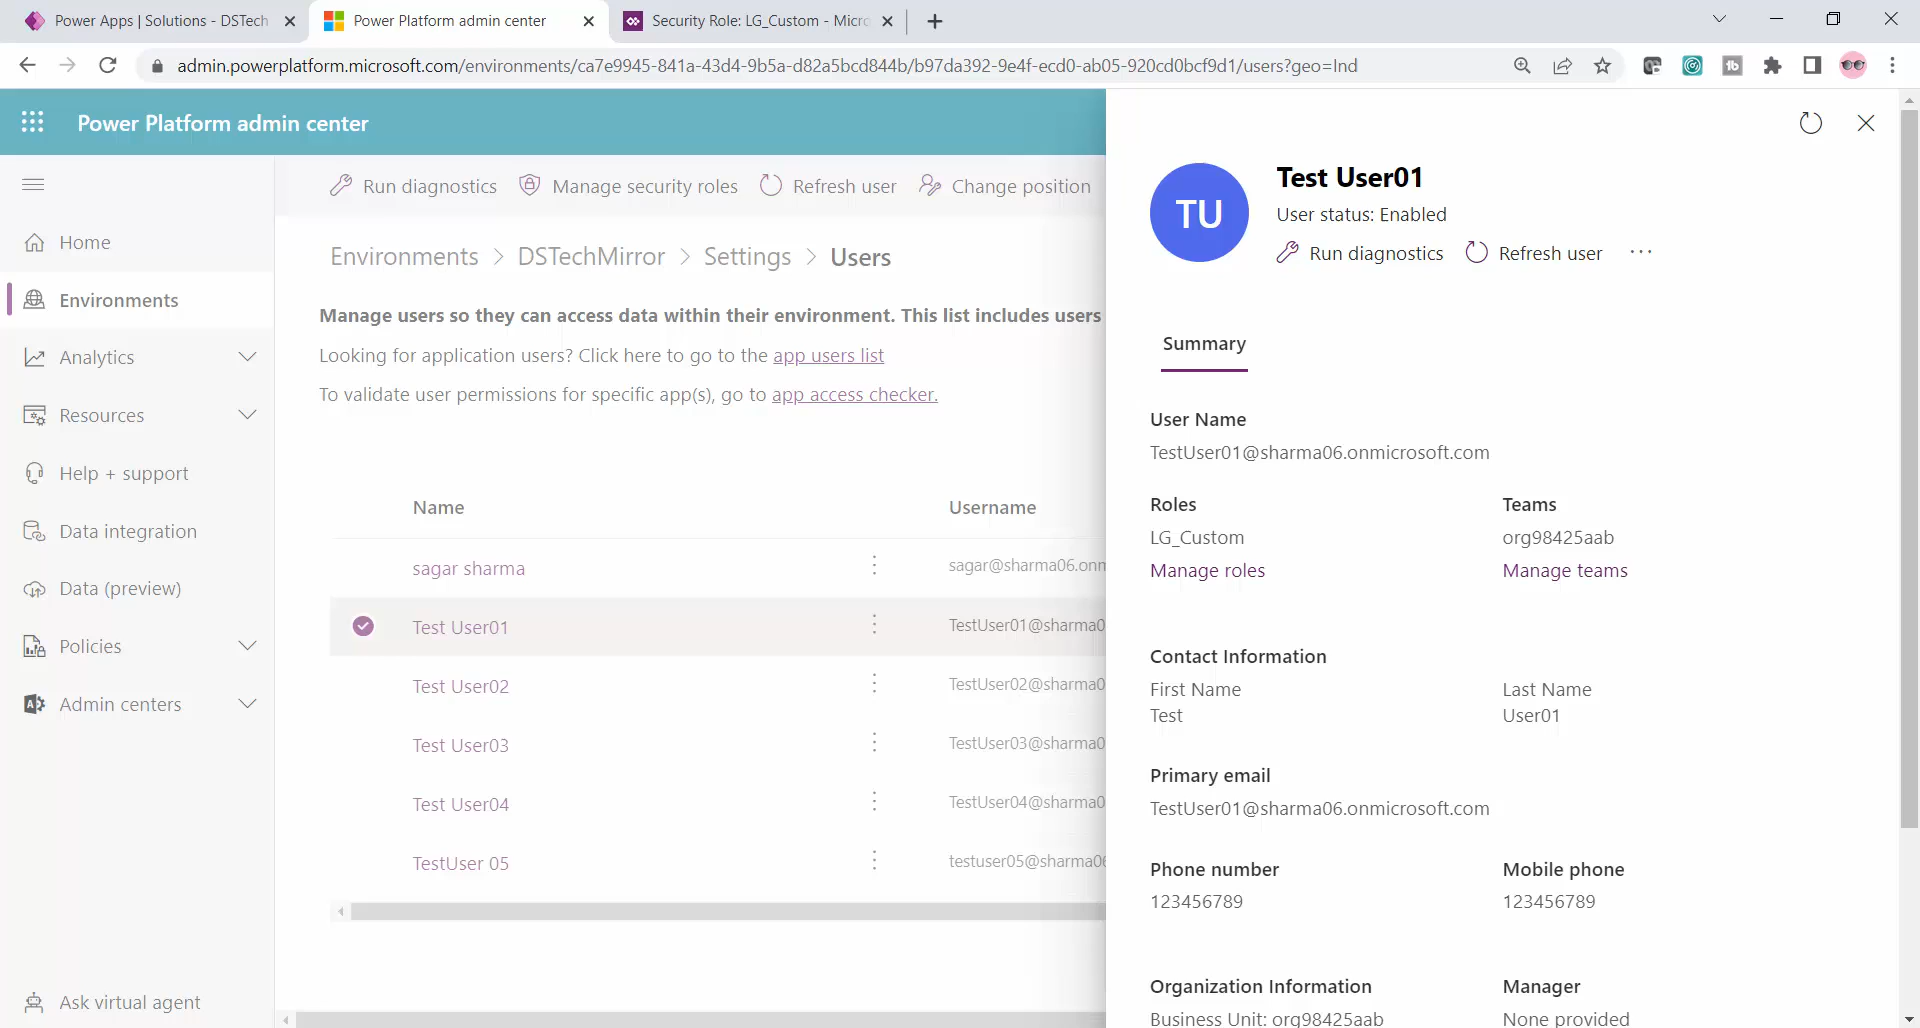 Power Apps | Solutions - DSTech
Power Platform admin center
Security Role: LG_Custom - Micro
admin.powerplatform.microsoft.com/environments/ca7e9945-841a-43d4-9b5a-d82a5bcd844b/b97da392-9e4f-ecd0-ab05-920cd0bcf9d1/users?geo=Ind
Power Platform admin center
Home
Environments
Analytics
Resources
Help + support
Data integration
Data (preview)
Policies
Admin centers
Ask virtual agent
Run diagnostics
Manage security roles
Refresh user
Change position
Environments > DSTechMirror > Settings > Users
Manage users so they can access data within their environment. This list includes users
Looking for application users? Click here to go to the app users list
To validate user permissions for specific app(s), go to app access checker.
Name Username
sagar sharma sagar@sharma06.onm
Test User01 TestUser01@sharma0
Test User02 TestUser02@sharma0
Test User03 TestUser03@sharma0
Test User04 TestUser04@sharma0
TestUser 05 testuser05@sharma06
TU
Test User01
User status: Enabled
Run diagnostics
Refresh user
...
Summary
User Name
TestUser01@sharma06.onmicrosoft.com
Roles Teams
LG_Custom org98425aab
Manage roles Manage teams
Contact Information
First Name Last Name
Test User01
Primary email
TestUser01@sharma06.onmicrosoft.com
Phone number Mobile phone
123456789 123456789
Organization Information Manager
Business Unit: org98425aab None provided